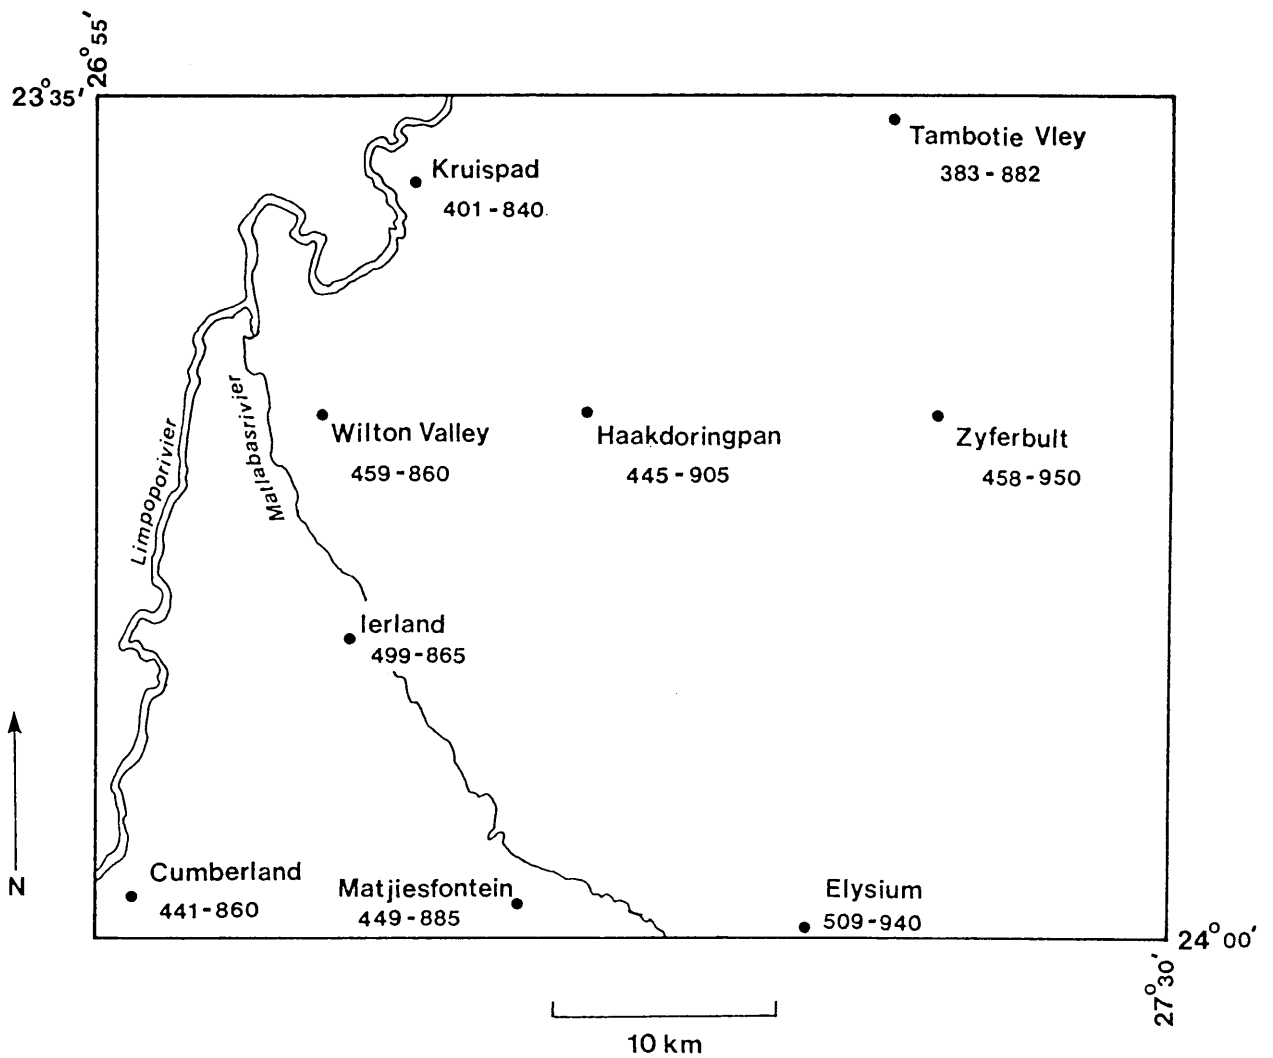 26°55'
23°35'
Tambotie Vley
383-882
Kruispad
401-840
Limpoporivier
Matlabasrivier
Wilton Valley
459-860
Haakdoringpan
445-905
Zyferbult
458-950
Ierland
499-865
N
Cumberland
441-860
Matjiesfontein
449-885
Elysium
509-940
24°00'
27°30'
10 km